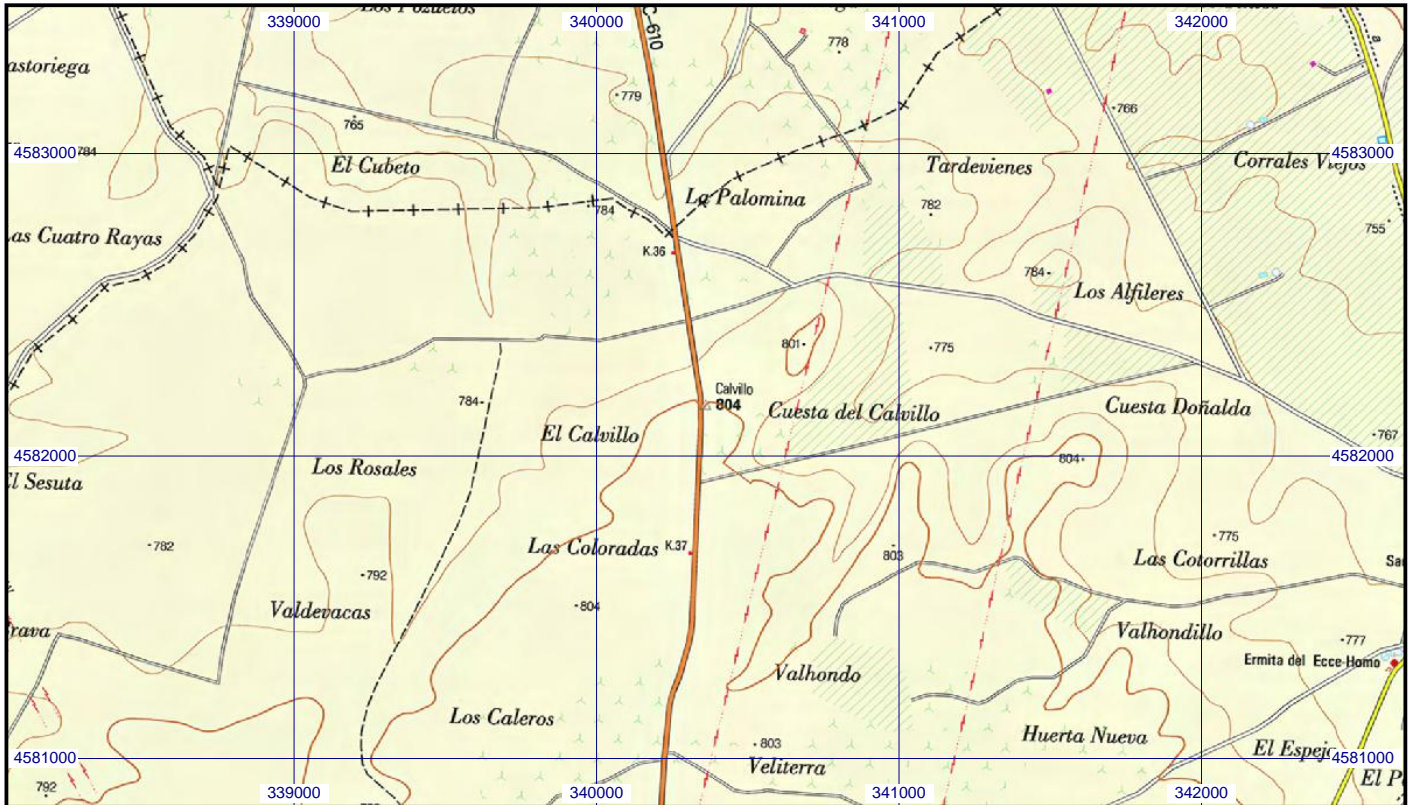 339000
340000
341000
342000
Los Pozuelos
C-610
778
astoriega
779
766
765
4583000
784
4583000
El Cubeto
Tardevienes
Corrales Viejos
La Palomina
784
782
755
as Cuatro Rayas
K.36
784
Los Alfileres
801
775
Calvillo
804
784
Cuesta del Calvillo
Cuesta Doñalda
El Calvillo
767
4582000
Los Rosales
804
4582000
El Sesuta
782
Las Coloradas
K.37
803
775
Las Cotorrillas
792
804
Valdevacas
rava
Valhondillo
777
Ermita del Ecce-Homo
Valhondo
Los Caleros
Huerta Nueva
803
El Espejo
4581000
Veliterra
4581000
792
El P
339000
340000
341000
342000